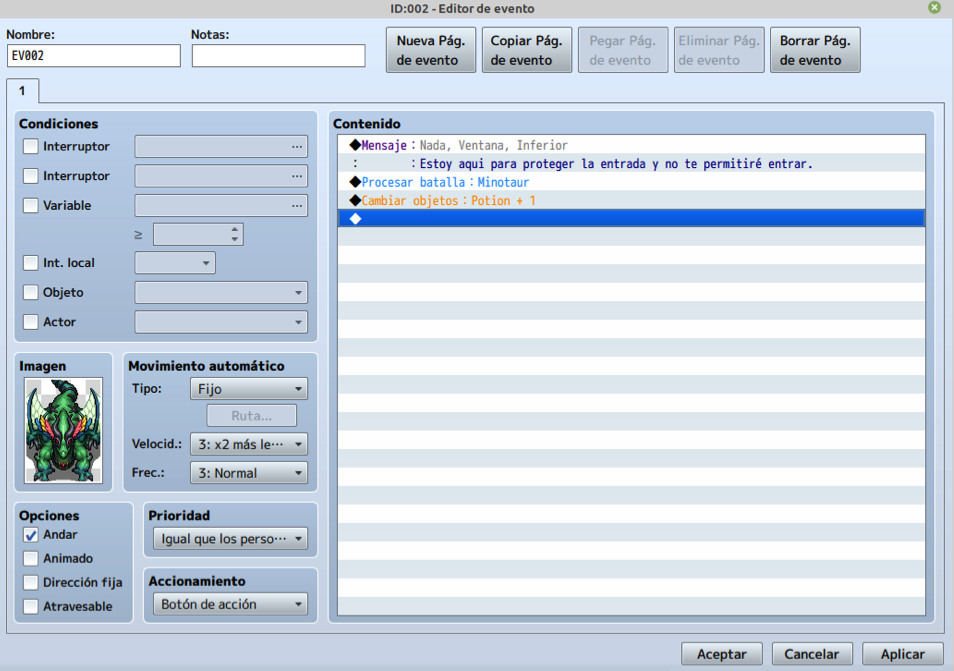 ID:002 - Editor de evento
Nombre:
Notas:
EV002
Nueva Pág.
de evento
Copiar Pág.
de evento
Pegar Pág.
de evento
Eliminar Pág.
de evento
Borrar Pág.
de evento
1
Condiciones
Interruptor ...
Interruptor ...
Variable ...
≥
Int. local
Objeto
Actor
Imagen
Movimiento automático
Tipo: Fijo
Ruta...
Velocid.: 3: x2 más le···
Frec.: 3: Normal
Opciones
Andar
Animado
Dirección fija
Atravesable
Prioridad
Igual que los perso···
Accionamiento
Botón de acción
Contenido
◆Mensaje : Nada, Ventana, Inferior
: : Estoy aqui para proteger la entrada y no te permitiré entrar.
◆Procesar batalla : Minotaur
◆Cambiar objetos : Potion + 1
◆
Aceptar
Cancelar
Aplicar